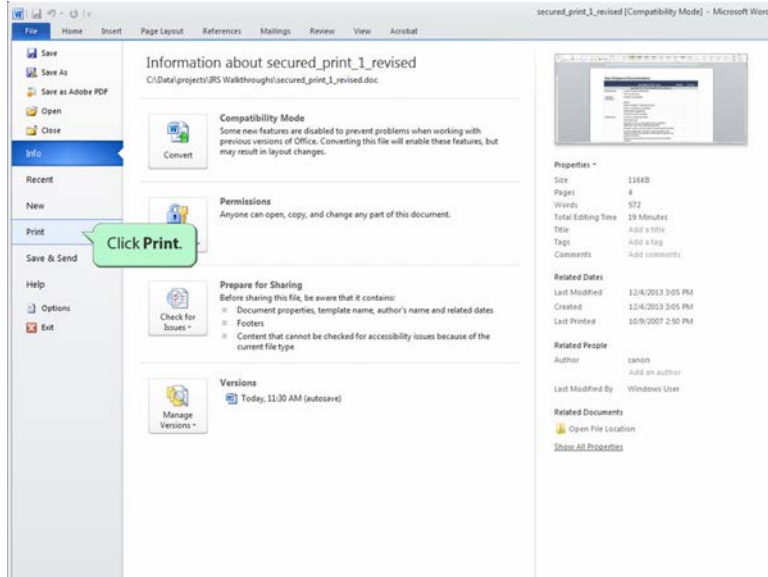 secured_print_1_revised [Compatibility Mode] - Microsoft Word
File Home Insert Page Layout References Mailings Review View Acrobat
Save
Save As
Save as Adobe PDF
Open
Close
Info
Recent
New
Print
Save & Send
Help
Options
Exit
Click Print.
Information about secured_print_1_revised
C:\Data\projects\IRS Walkthroughs\secured_print_1_revised.doc
Convert
Compatibility Mode
Some new features are disabled to prevent problems when working with
previous versions of Office. Converting this file will enable these features, but
may result in layout changes.
Permissions
Anyone can open, copy, and change any part of this document.
Check for
Issues
Prepare for Sharing
Before sharing this file, be aware that it contains:
Document properties, template name, author's name and related dates
Footers
Content that cannot be checked for accessibility issues because of the
current file type
Manage
Versions
Versions
Today, 11:30 AM (autosave)
Properties
Size 116KB
Pages 4
Words 572
Total Editing Time 19 Minutes
Title Add a title
Tags Add a tag
Comments Add comments
Related Dates
Last Modified 12/4/2013 3:05 PM
Created 12/4/2013 3:05 PM
Last Printed 10/9/2007 2:50 PM
Related People
Author canon
Add an author
Last Modified By Windows User
Related Documents
Open File Location
Show All Properties